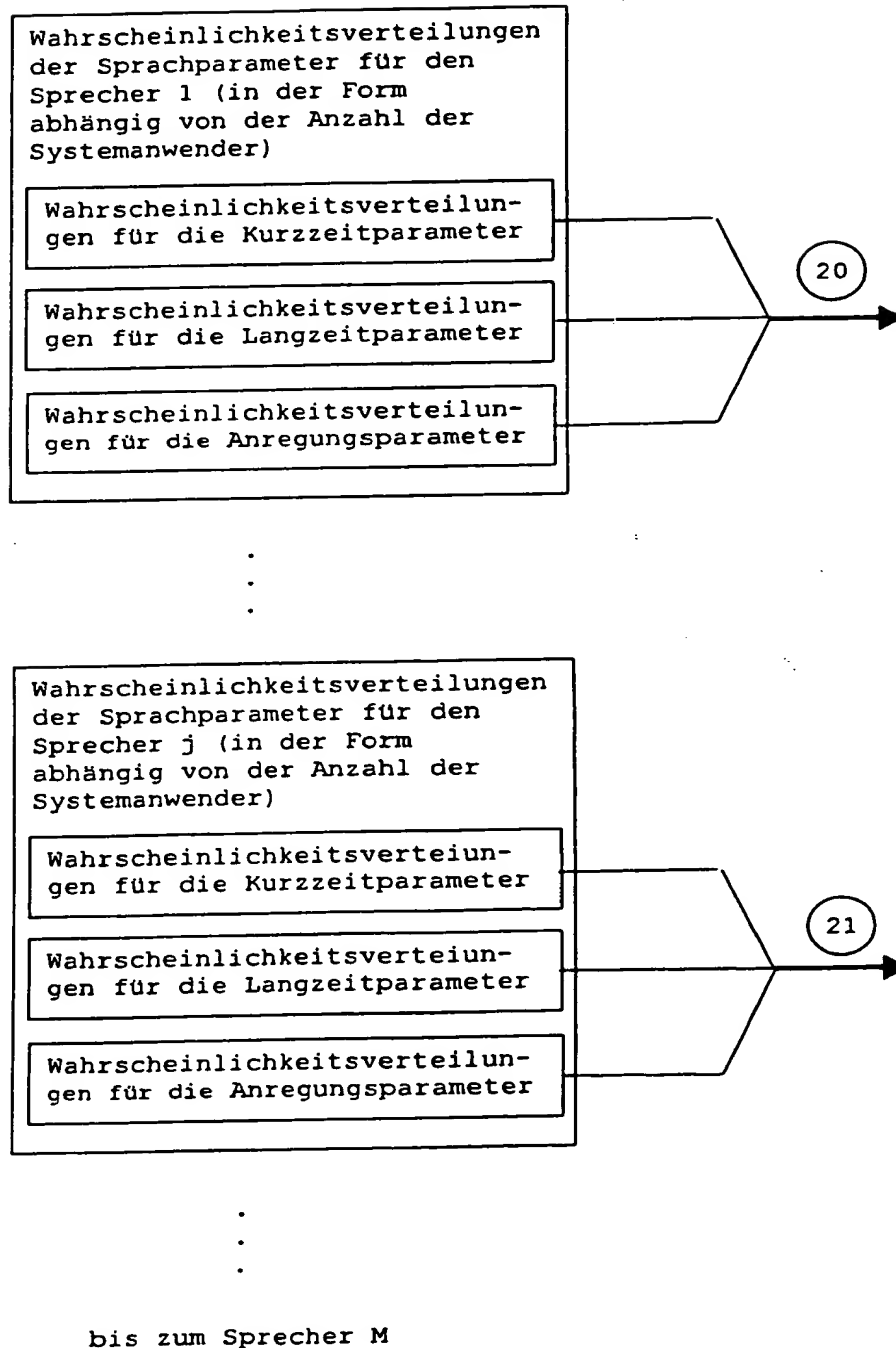 Wahrscheinlichkeitsverteilungen
der Sprachparameter für den
Sprecher 1 (in der Form
abhängig von der Anzahl der
Systemanwender)
Wahrscheinlichkeitsverteilun-
gen für die Kurzzeitparameter
Wahrscheinlichkeitsverteilun-
gen für die Langzeitparameter
Wahrscheinlichkeitsverteilun-
gen für die Anregungsparameter
20
Wahrscheinlichkeitsverteilungen
der Sprachparameter für den
Sprecher j (in der Form
abhängig von der Anzahl der
Systemanwender)
Wahrscheinlichkeitsverteiun-
gen für die Kurzzeitparameter
Wahrscheinlichkeitsverteiun-
gen für die Langzeitparameter
Wahrscheinlichkeitsverteilun-
gen für die Anregungsparameter
21
bis zum Sprecher M